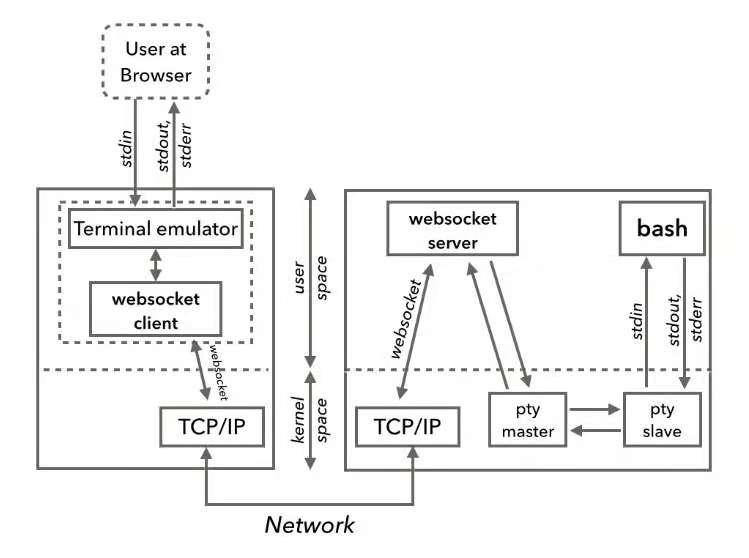 User at
Browser
stdin
stdout,
stderr
Terminal emulator
websocket
client
websocket
TCP/IP
user
space
kernel
space
websocket
server
bash
websocket
stdin
stdout,
stderr
TCP/IP
pty
master
pty
slave
Network